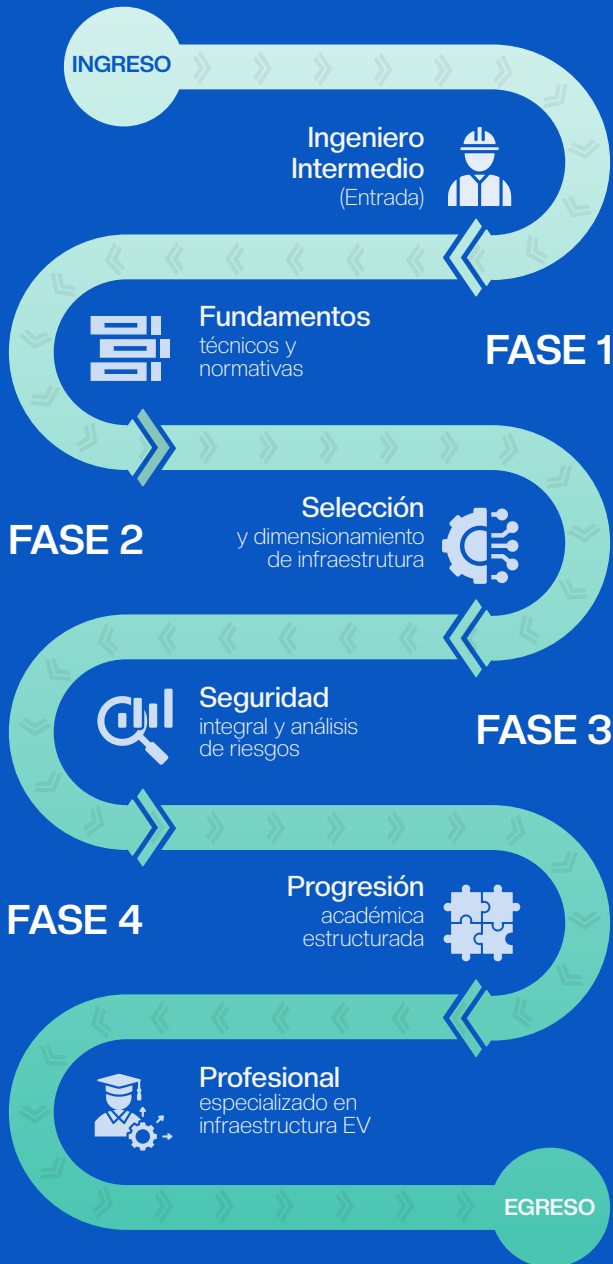 INGRESO
Ingeniero
Intermedio
(Entrada)
Fundamentos
técnicos y
normativas
FASE 1
Selección
y dimensionamiento
de infraestrutura
FASE 2
Seguridad
integral y análisis
de riesgos
FASE 3
Progresión
académica
estructurada
FASE 4
Profesional
especializado en
infraestructura EV
EGRESO